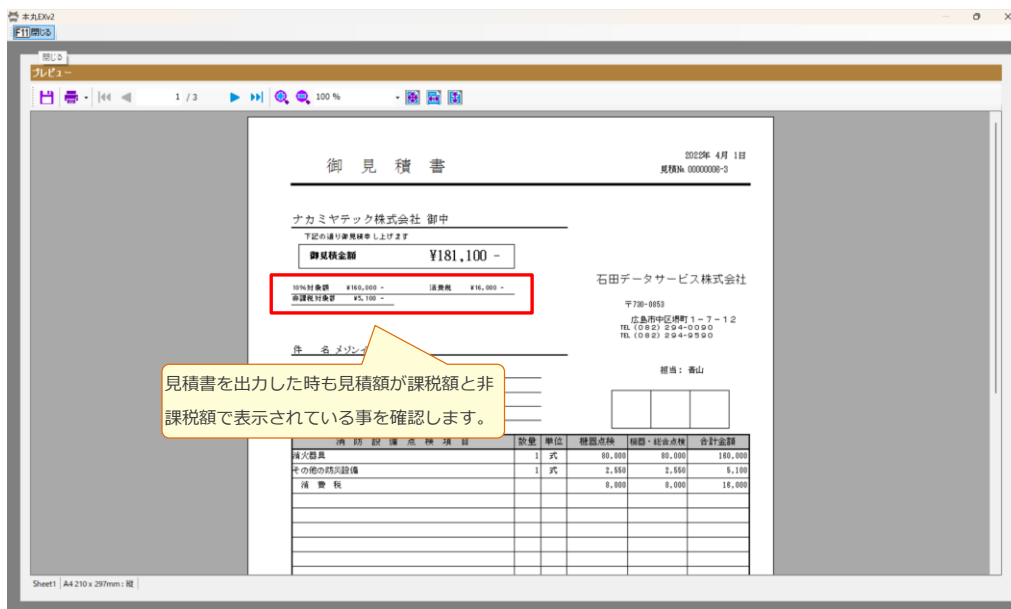 本丸EXv2
F11 閉じる
閉じる
プレビュー
1 / 3
100 %
御 見 積 書
2022年 4月 1日
見積№ 00000006-3
ナカミヤテック株式会社 御中
下記の通り御見積申し上げます
御見積金額 ¥181,100 -
10%対象額 ¥160,000 - 消費税 ¥16,000 -
非課税対象額 ¥5,100 -
石田データサービス株式会社
〒730-0853
広島市中区堺町1-7-12
TEL (082) 294-0090
TEL (082) 294-9590
件 名 メゾン
見積書を出力した時も見積額が課税額と非
課税額で表示されている事を確認します。
担当: 香山
消 防 設 備 点 検 項 目 数量 単位 機器点検 機器・総合点検 合計金額
消火器具 1 式 80,000 80,000 160,000
その他の防災設備 1 式 2,550 2,550 5,100
消 費 税 8,000 8,000 16,000
Sheet1 A4 210 x 297mm : 縦